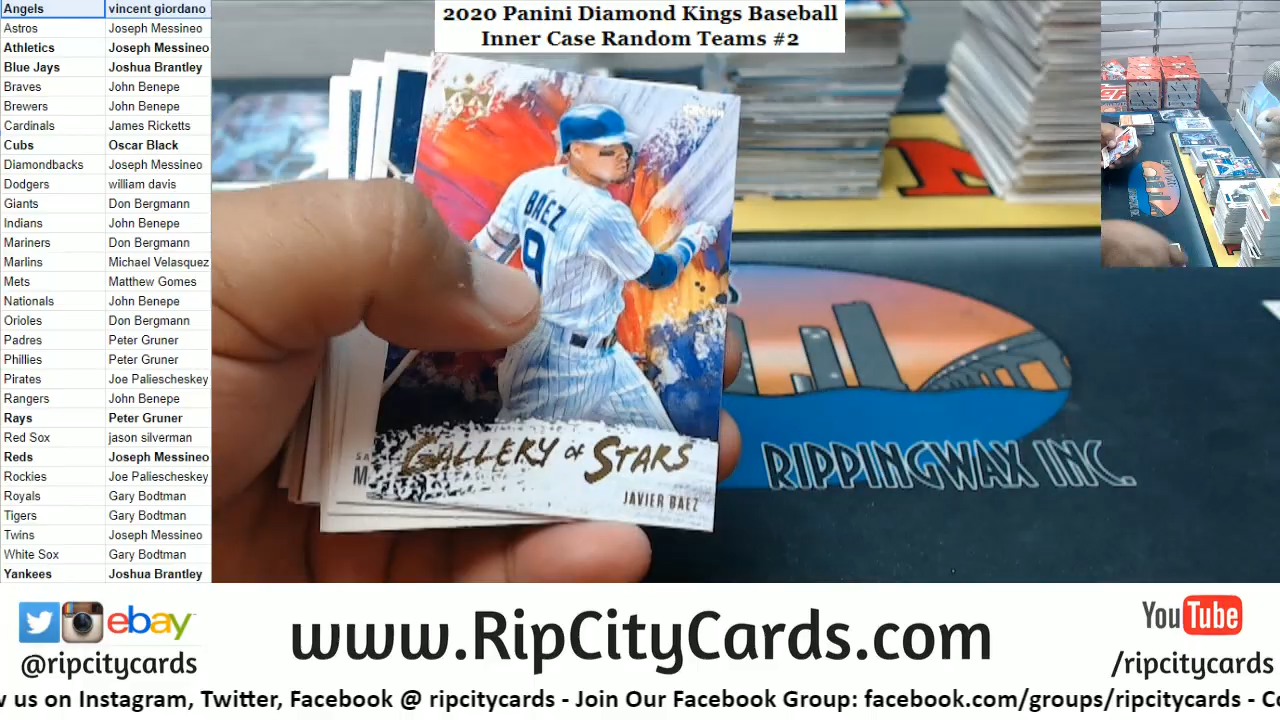 2020 Panini Diamond Kings Baseball
Inner Case Random Teams #2
Angels vincent giordano
Astros Joseph Messineo
Athletics Joseph Messineo
Blue Jays Joshua Brantley
Braves John Benepe
Brewers John Benepe
Cardinals James Ricketts
Cubs Oscar Black
Diamondbacks Joseph Messineo
Dodgers william davis
Giants Don Bergmann
Indians John Benepe
Mariners Don Bergmann
Marlins Michael Velasquez
Mets Matthew Gomes
Nationals John Benepe
Orioles Don Bergmann
Padres Peter Gruner
Phillies Peter Gruner
Pirates Joe Paliescheskey
Rangers John Benepe
Rays Peter Gruner
Red Sox jason silverman
Reds Joseph Messineo
Rockies Joe Paliescheskey
Royals Gary Bodtman
Tigers Gary Bodtman
Twins Joseph Messineo
White Sox Gary Bodtman
Yankees Joshua Brantley
BAEZ
9
GALLERY OF STARS
JAVIER BAEZ
RIPPINGWAX INC.
ebay
@ripcitycards
www.RipCityCards.com
YouTube
/ripcitycards
w us on Instagram, Twitter, Facebook @ ripcitycards - Join Our Facebook Group: facebook.com/groups/ripcitycards - Co